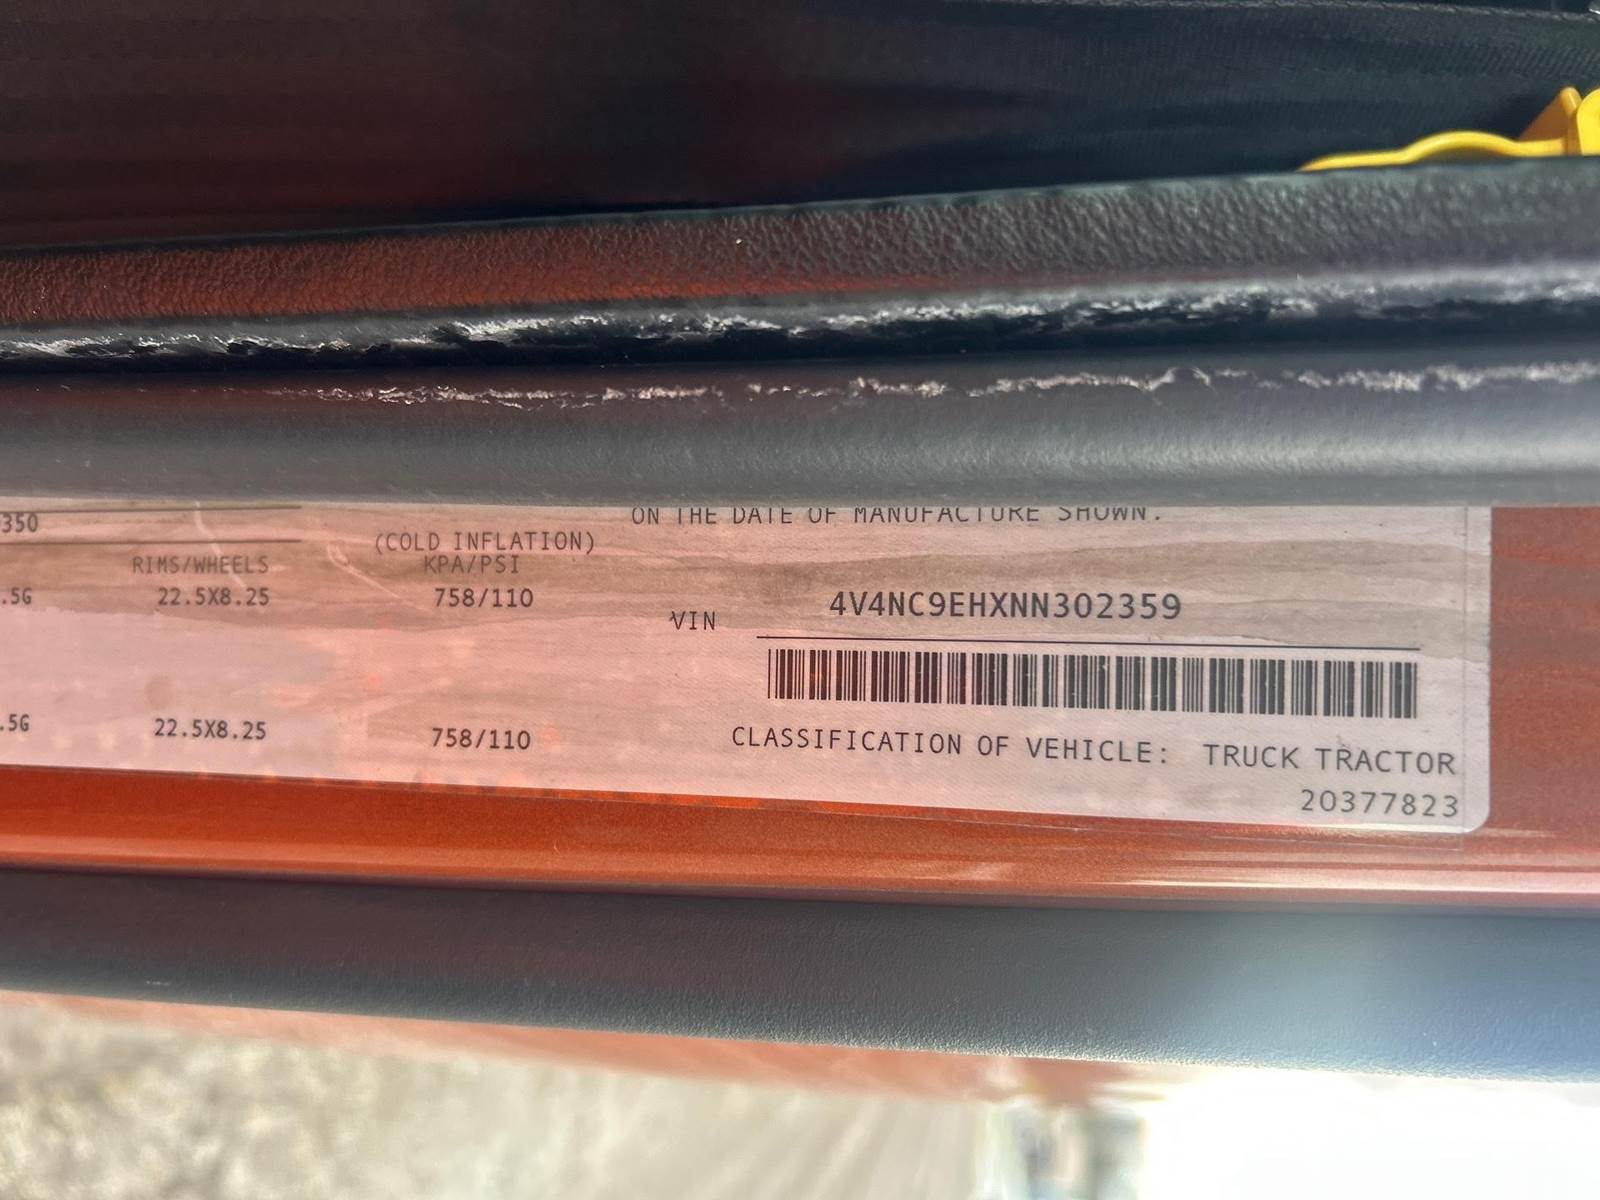 350
RIMS/WHEELS
(COLD INFLATION)
KPA/PSI
.5G 22.5X8.25 758/110
.5G 22.5X8.25 758/110
ON THE DATE OF MANUFACTURE SHOWN.
VIN 4V4NC9EHXNN302359
CLASSIFICATION OF VEHICLE: TRUCK TRACTOR
20377823